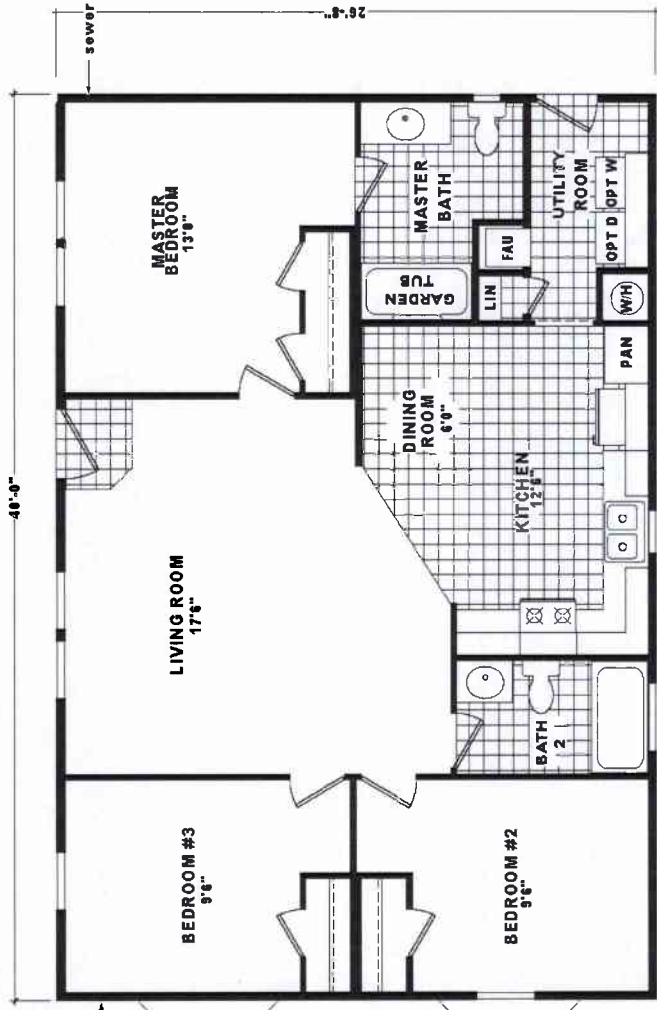 40'-0"
sewer
26'-8"
BEDROOM #3
9'6"
LIVING ROOM
17'6"
MASTER
BEDROOM
13'0"
BEDROOM #2
9'6"
BATH
2
KITCHEN
12'6"
DINING
ROOM
6'0"
GARDEN
TUB
MASTER
BATH
LIN
FAU
UTILITY
ROOM
PAN
W/H
OPT D
OPT W